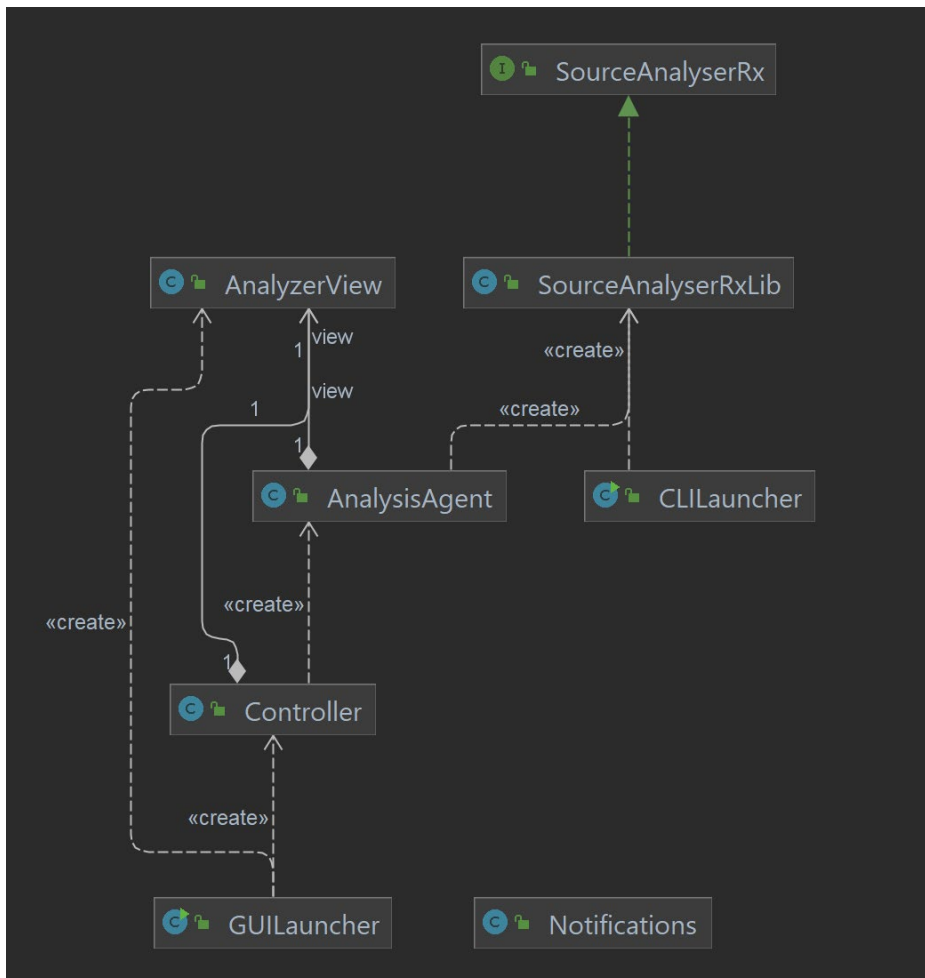 I SourceAnalyserRx
C AnalyzerView
C SourceAnalyserRxLib
view
1
«create»
view
1
«create»
1
C AnalysisAgent
C CLILauncher
«create»
«create»
1
C Controller
«create»
C GUILauncher
C Notifications